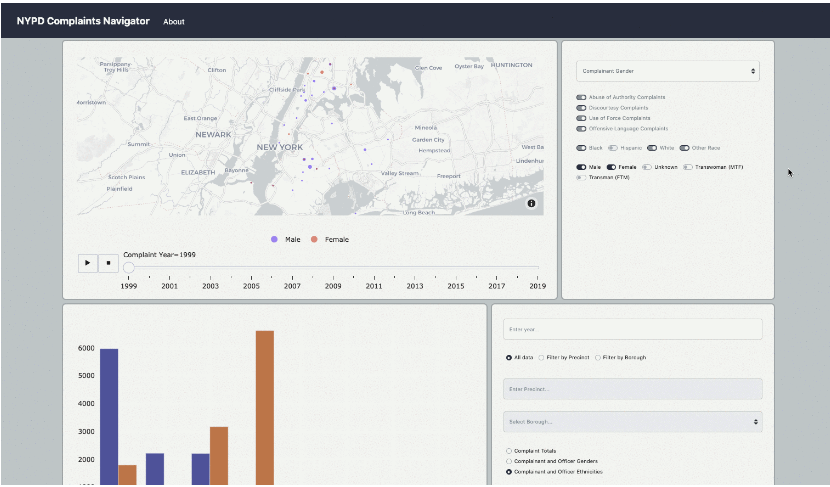 NYPD Complaints Navigator About
Parsippany-
Troy Hills
Clifton
Glen Cove
Oyster Bay
HUNTINGTON
Cliffside Park
East Orange
NEWARK
Mineola
Summit
NEW YORK
Garden City
Union
Hempstead
West Ba
Lindenhu
ELIZABETH
Bayonne
Valley Stream
Freeport
Scotch Plains
Plainfield
Long Beach
Male Female
Complaint Year=1999
1999 2001 2003 2005 2007 2009 2011 2013 2015 2017 2019
Complainant Gender
Abuse of Authority Complaints
Discourtesy Complaints
Use of Force Complaints
Offensive Language Complaints
Black Hispanic White Other Race
Male Female Unknown Transwoman (MTF)
Transman (FTM)
6000
5000
4000
3000
2000
Enter year...
All data Filter by Precinct Filter by Borough
Enter Precinct...
Select Borough...
Complaint Totals
Complainant and Officer Genders
Complainant and Officer Ethnicities